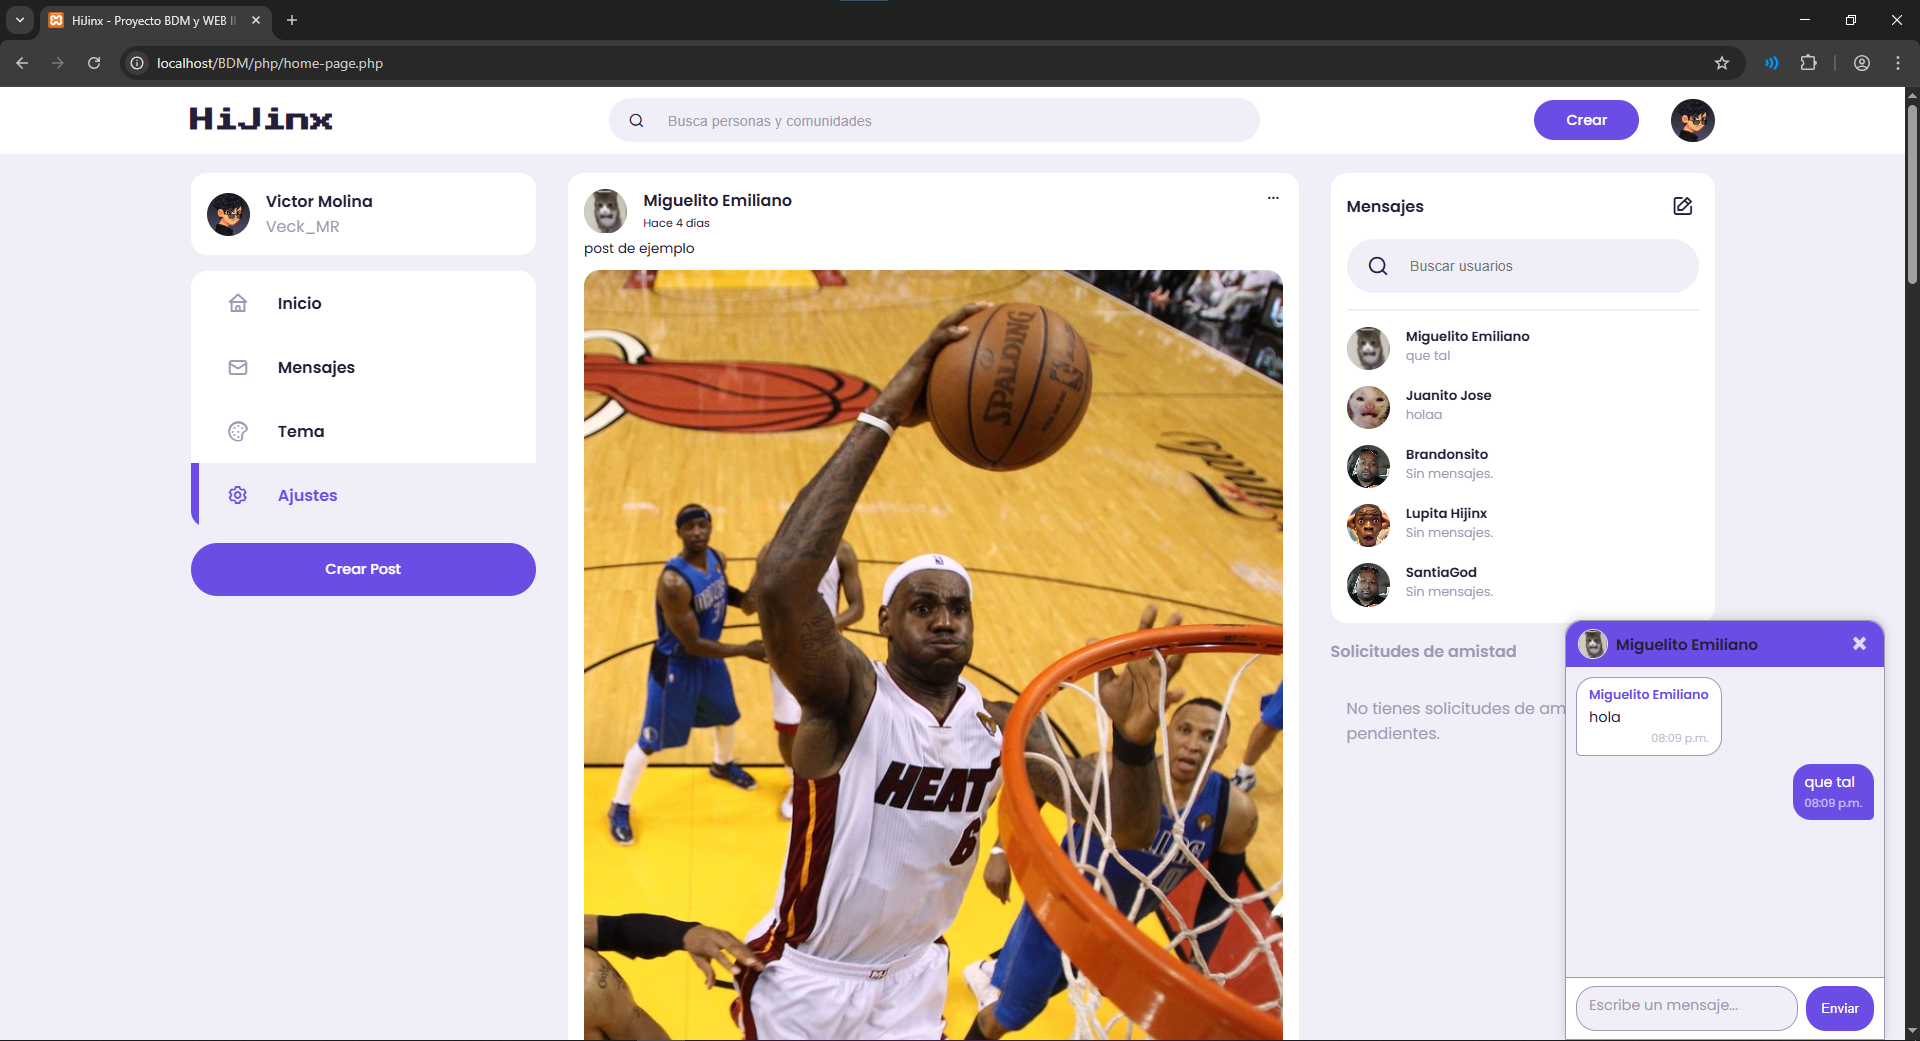 HiJinx - Proyecto BDM y WEB II
localhost/BDM/php/home-page.php
HiJinx
Busca personas y comunidades
Crear
Victor Molina
Veck_MR
Inicio
Mensajes
Tema
Ajustes
Crear Post
Miguelito Emiliano
Hace 4 días
post de ejemplo
SPALDING
HEAT
6
Mensajes
Buscar usuarios
Miguelito Emiliano
que tal
Juanito Jose
holaa
Brandonsito
Sin mensajes.
Lupita Hijinx
Sin mensajes.
SantiaGod
Sin mensajes.
Solicitudes de amistad
No tienes solicitudes de am
pendientes.
Miguelito Emiliano
Miguelito Emiliano
hola
08:09 p.m.
que tal
08:09 p.m.
Escribe un mensaje...
Enviar